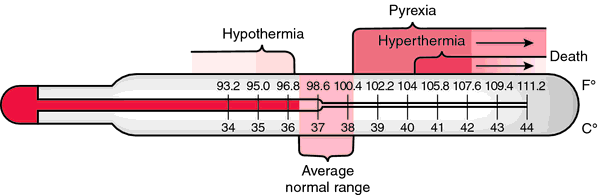 Pyrexia
Hypothermia
Hyperthermia
Death
93.2 95.0 96.8 98.6 100.4 102.2 104 105.8 107.6 109.4 111.2 F°
34 35 36 37 38 39 40 41 42 43 44 C°
Average
normal range